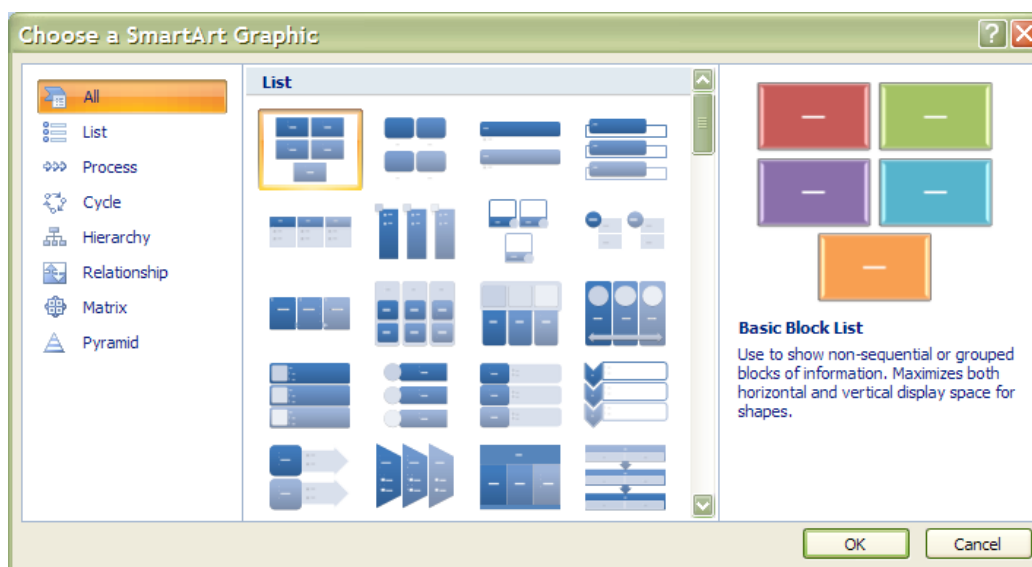 Choose a SmartArt Graphic
All
List
Process
Cycle
Hierarchy
Relationship
Matrix
Pyramid
List
Basic Block List
Use to show non-sequential or grouped
blocks of information. Maximizes both
horizontal and vertical display space for
shapes.
OK
Cancel